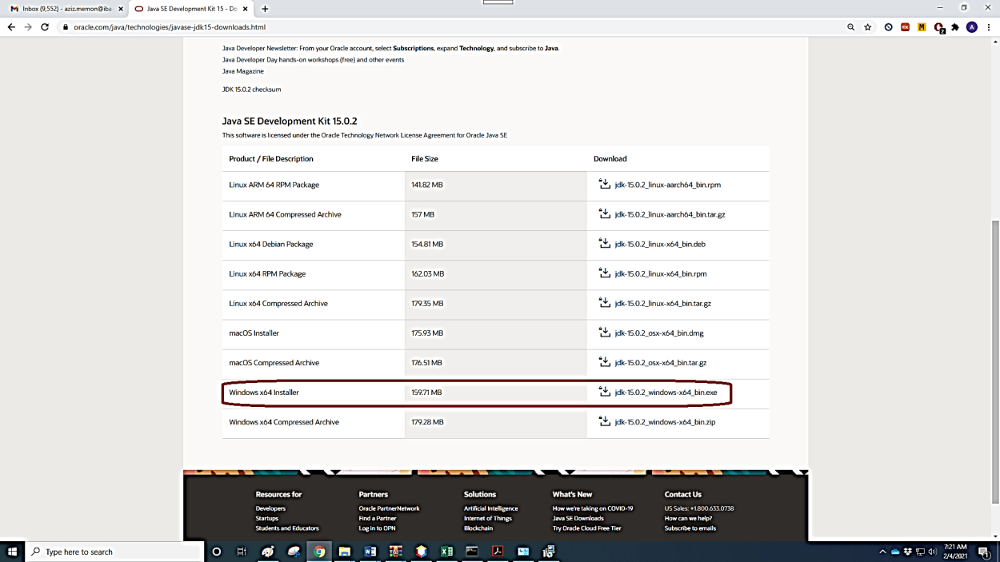 Inbox (9,552) - aziz.memon@iba
Java SE Development Kit 15 - Do
oracle.com/java/technologies/javase-jdk15-downloads.html
Java Developer Newsletter: From your Oracle account, select Subscriptions, expand Technology, and subscribe to Java.
Java Developer Day hands-on workshops (free) and other events
Java Magazine
JDK 15.0.2 checksum
Java SE Development Kit 15.0.2
This software is licensed under the Oracle Technology Network License Agreement for Oracle Java SE
Product / File Description File Size Download
Linux ARM 64 RPM Package 141.82 MB jdk-15.0.2_linux-aarch64_bin.rpm
Linux ARM 64 Compressed Archive 157 MB jdk-15.0.2_linux-aarch64_bin.tar.gz
Linux x64 Debian Package 154.81 MB jdk-15.0.2_linux-x64_bin.deb
Linux x64 RPM Package 162.03 MB jdk-15.0.2_linux-x64_bin.rpm
Linux x64 Compressed Archive 179.35 MB jdk-15.0.2_linux-x64_bin.tar.gz
macOS Installer 175.93 MB jdk-15.0.2_osx-x64_bin.dmg
macOS Compressed Archive 176.51 MB jdk-15.0.2_osx-x64_bin.tar.gz
Windows x64 Installer 159.71 MB jdk-15.0.2_windows-x64_bin.exe
Windows x64 Compressed Archive 179.28 MB jdk-15.0.2_windows-x64_bin.zip
Resources for Partners Solutions What's New Contact Us
Developers Oracle PartnerNetwork Artificial Intelligence How we're taking on COVID-19 US Sales: +1.800.633.0738
Startups Find a Partner Internet of Things Java SE Downloads How can we help?
Students and Educators Log in to OPN Blockchain Try Oracle Cloud Free Tier Subscribe to emails
Type here to search
7:21 AM
2/4/2021